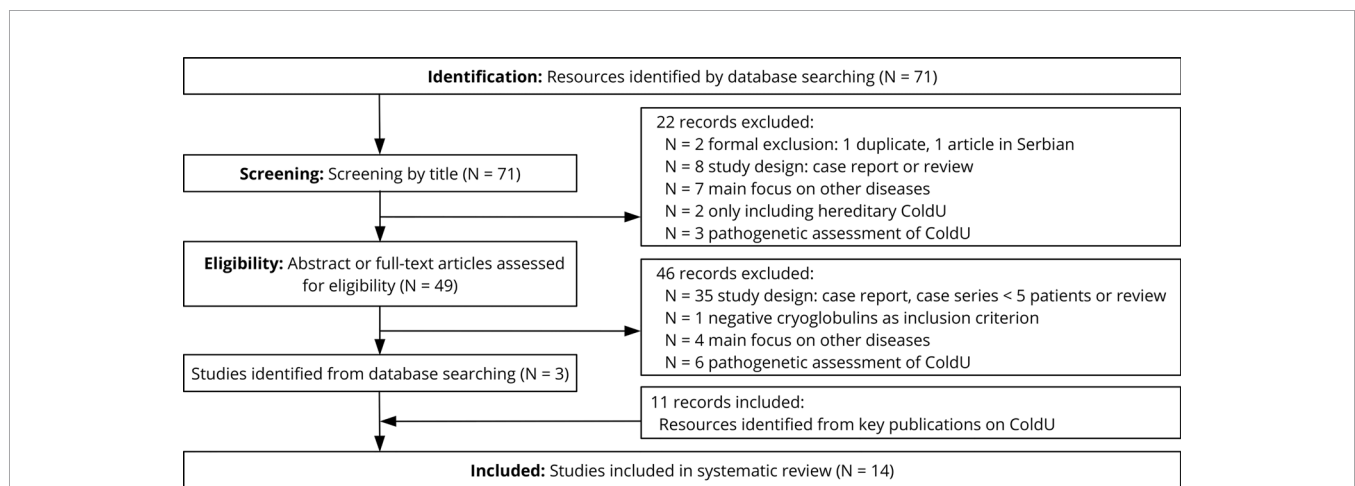 Identification: Resources identified by database searching (N = 71)
22 records excluded:
N = 2 formal exclusion: 1 duplicate, 1 article in Serbian
N = 8 study design: case report or review
N = 7 main focus on other diseases
N = 2 only including hereditary ColdU
N = 3 pathogenetic assessment of ColdU
Screening: Screening by title (N = 71)
Eligibility: Abstract or full-text articles assessed
for eligibility (N = 49)
46 records excluded:
N = 35 study design: case report, case series < 5 patients or review
N = 1 negative cryoglobulins as inclusion criterion
N = 4 main focus on other diseases
N = 6 pathogenetic assessment of ColdU
Studies identified from database searching (N = 3)
11 records included:
Resources identified from key publications on ColdU
Included: Studies included in systematic review (N = 14)